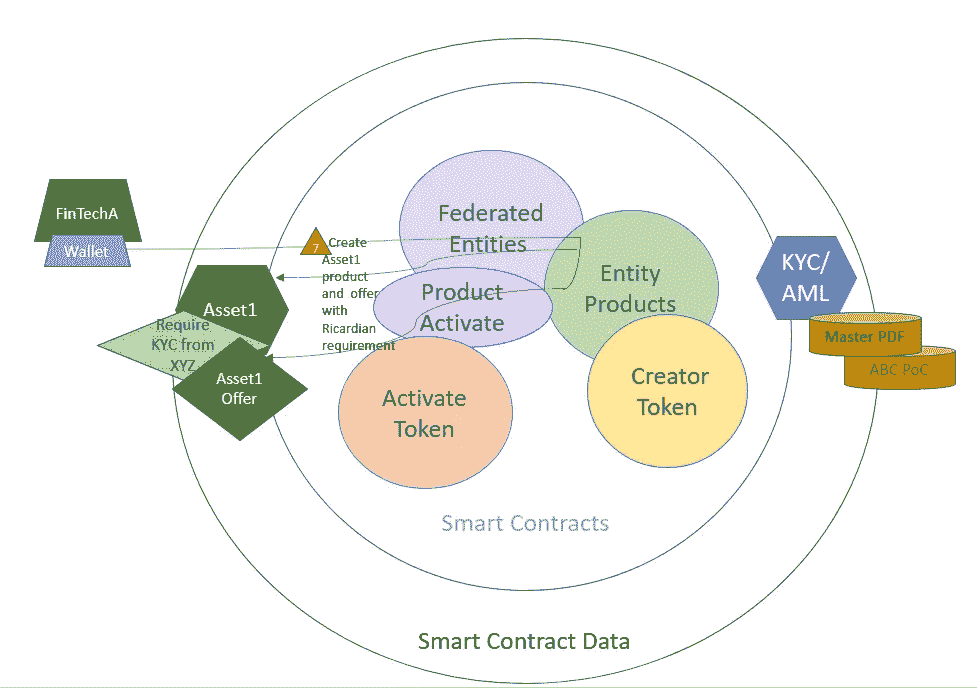 FinTechA
Wallet
7
Create
Asset1
product
and offer
with
Ricardian
requirement
Federated
Entities
Entity
Products
Product
Activate
Activate
Token
Creator
Token
Asset1
Require
KYC from
XYZ
Asset1
Offer
KYC/
AML
Master PDF
ABC PoC
Smart Contracts
Smart Contract Data